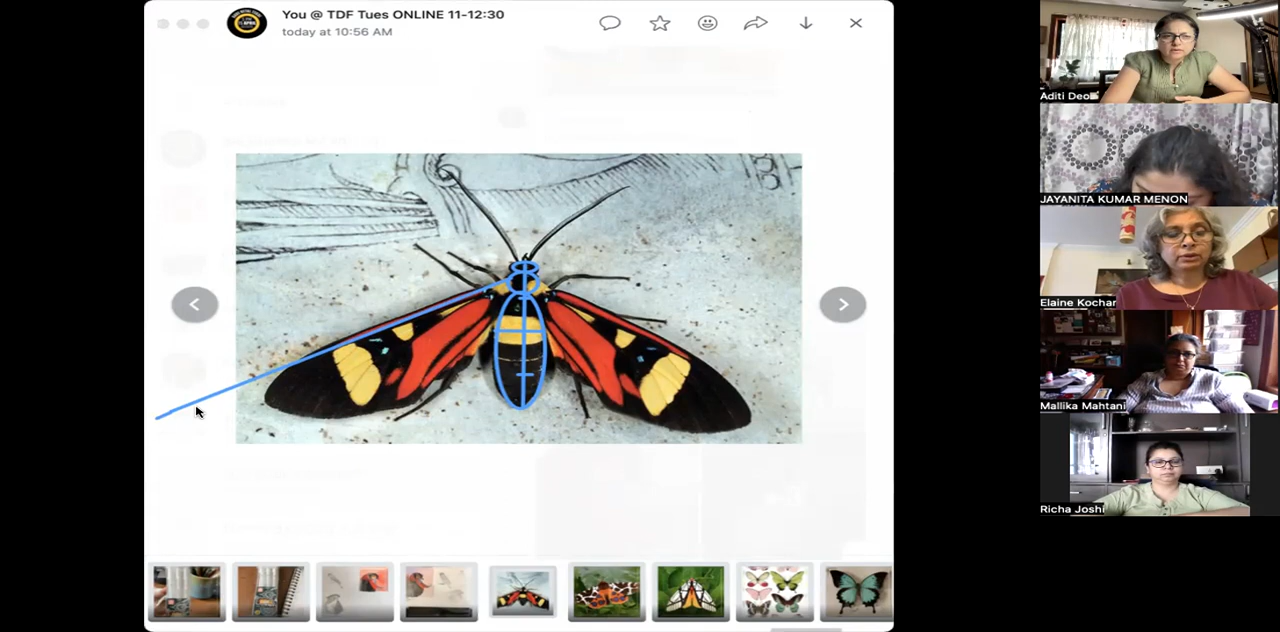 You @ TDF Tues ONLINE 11-12:30
today at 10:56 AM
Aditi Deo
JAYANITA KUMAR MENON
Elaine Kochar
Mallika Mahtani
Richa Joshi